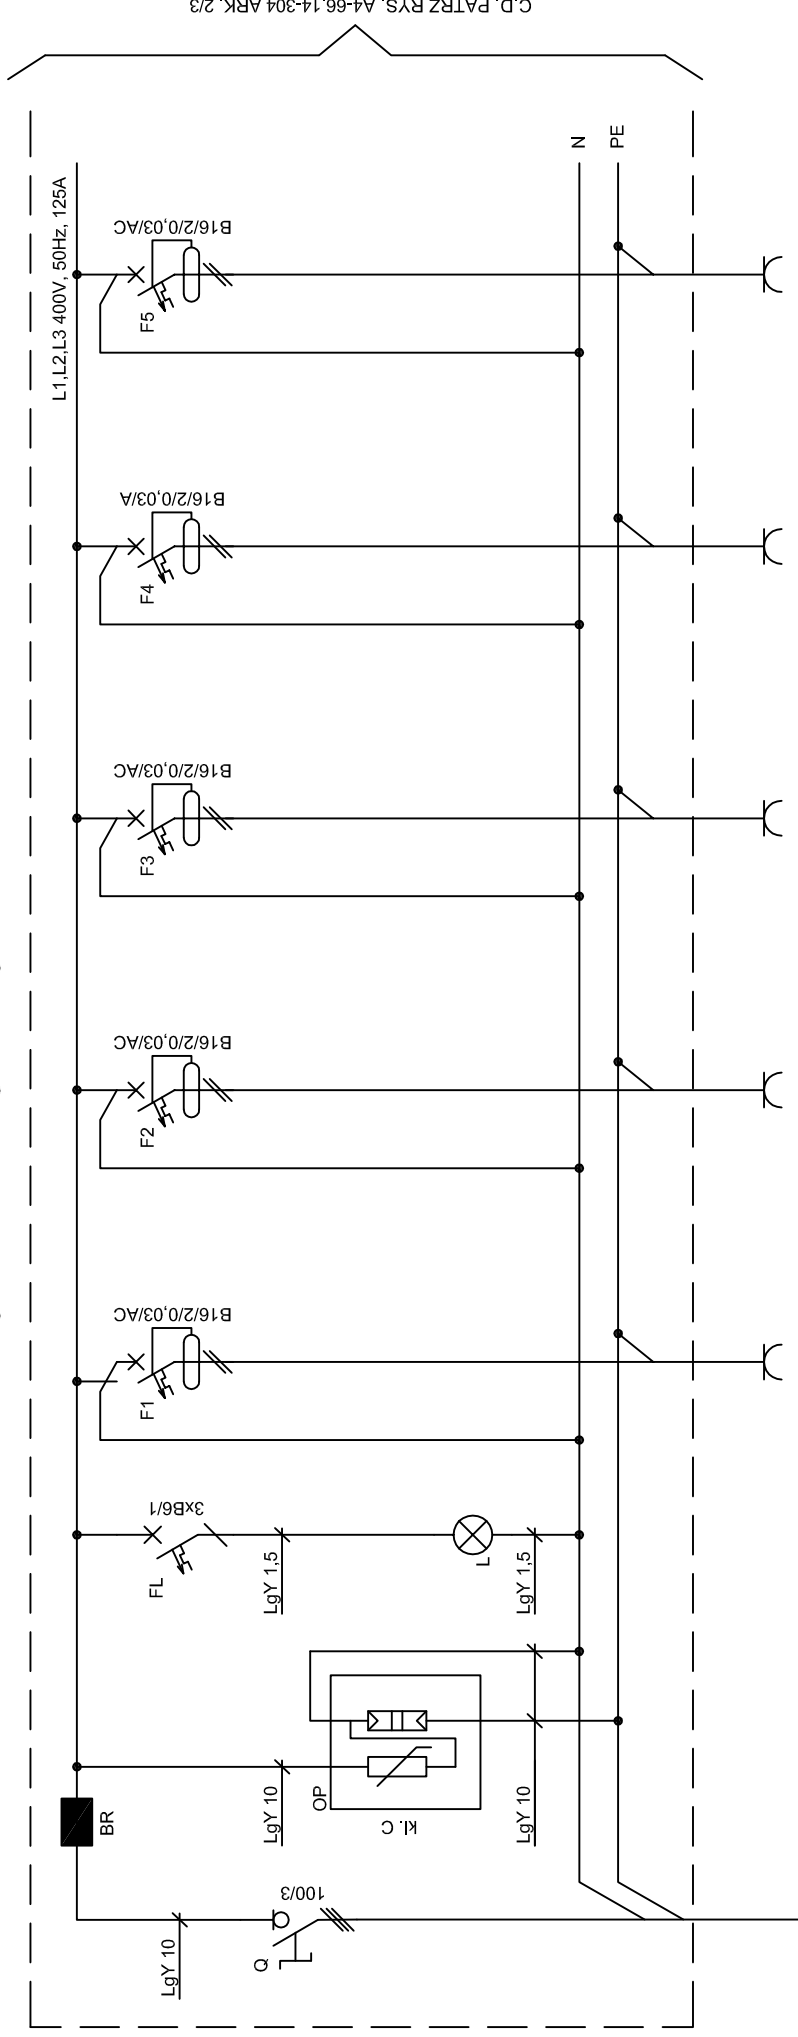 C.D. PATRZ RYS. A4-66.14-304 ARK. 2/3
L1,L2,L3 400V, 50Hz, 125A
N
PE
B16/2/0,03/AC
F5
B16/2/0,03/A
F4
B16/2/0,03/AC
F3
B16/2/0,03/AC
F2
B16/2/0,03/AC
F1
3xB6/1
FL
LgY 1,5
L
LgY 1,5
OP
kl. C
LgY 10
LgY 10
BR
100/3
Q
LgY 10